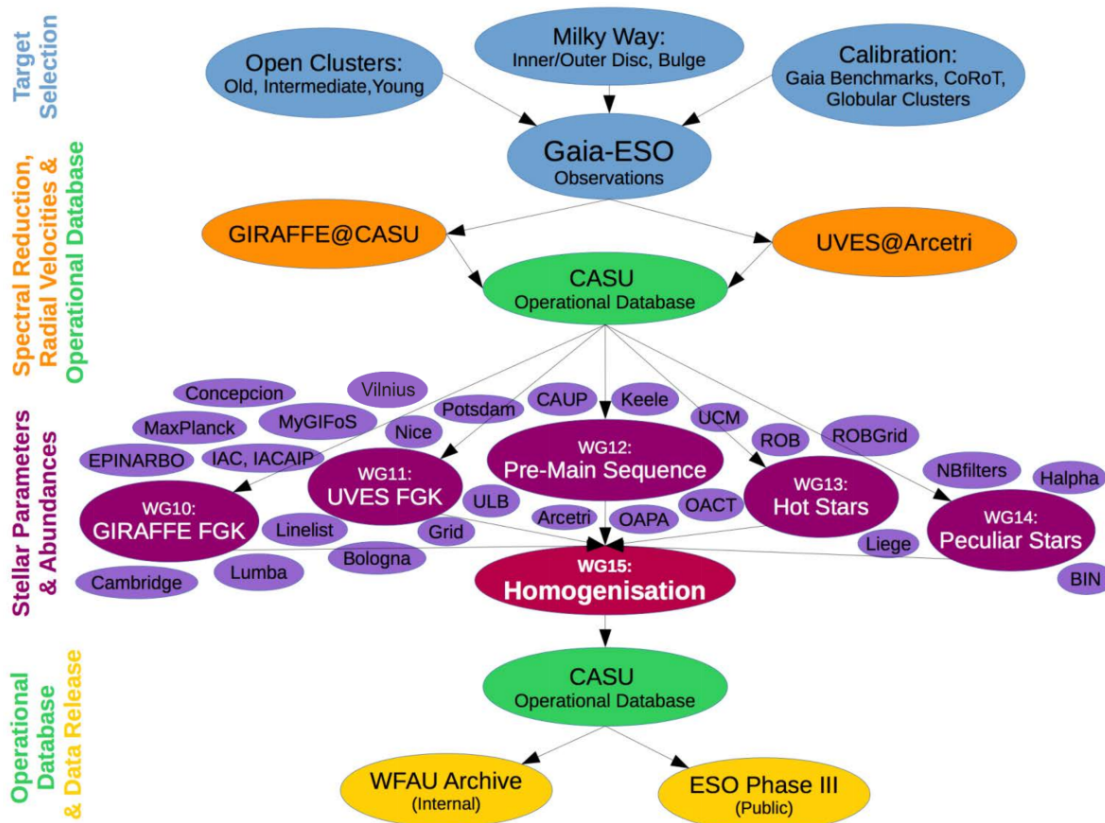 Target
Selection
Open Clusters:
Old, Intermediate,Young
Milky Way:
Inner/Outer Disc, Bulge
Calibration:
Gaia Benchmarks, CoRoT,
Globular Clusters
Gaia-ESO
Observations
Spectral Reduction,
Radial Velocities &
Operational Database
GIRAFFE@CASU
UVES@Arcetri
CASU
Operational Database
Stellar Parameters
& Abundances
Concepcion
Vilnius
MaxPlanck
MyGIFoS
Potsdam
CAUP
Keele
UCM
EPINARBO
IAC, IACAIP
Nice
ROB
ROBGrid
NBfilters
Halpha
WG10:
GIRAFFE FGK
WG11:
UVES FGK
WG12:
Pre-Main Sequence
WG13:
Hot Stars
WG14:
Peculiar Stars
Linelist
ULB
Grid
Arcetri
OAPA
OACT
Liege
BIN
Cambridge
Lumba
Bologna
WG15:
Homogenisation
Operational
Database
& Data Release
CASU
Operational Database
WFAU Archive
(Internal)
ESO Phase III
(Public)